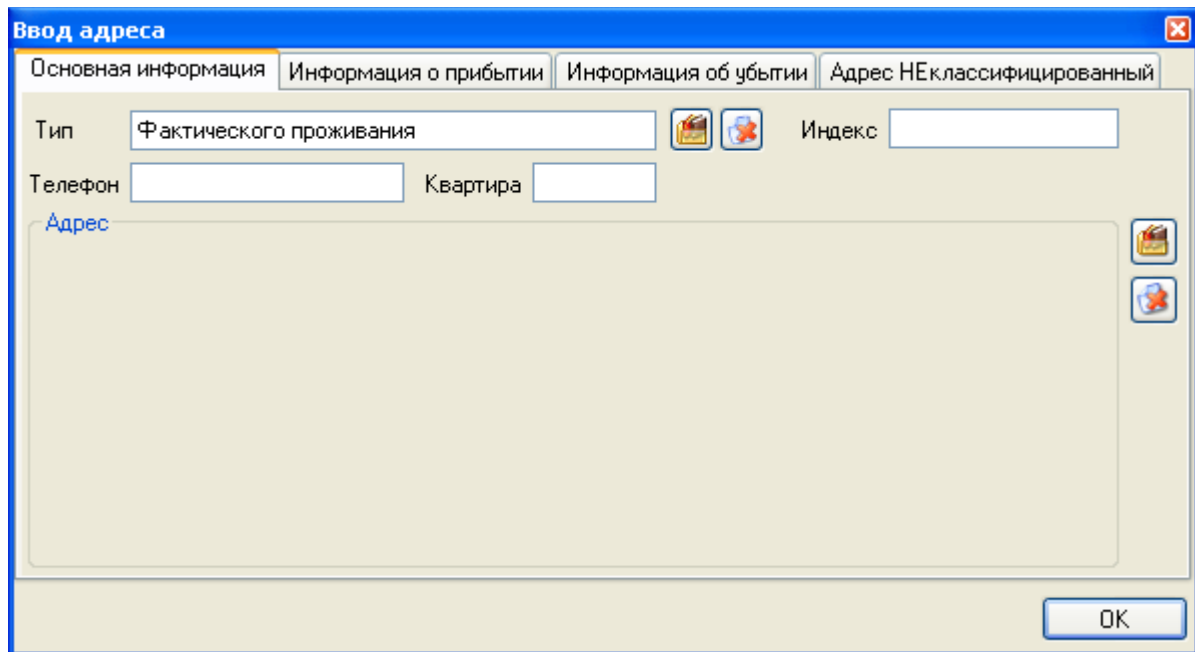 Ввод адреса
Основная информация Информация о прибытии Информация об убытии Адрес НЕклассифицированный
Тип Фактического проживания Индекс
Телефон Квартира
Адрес
OK